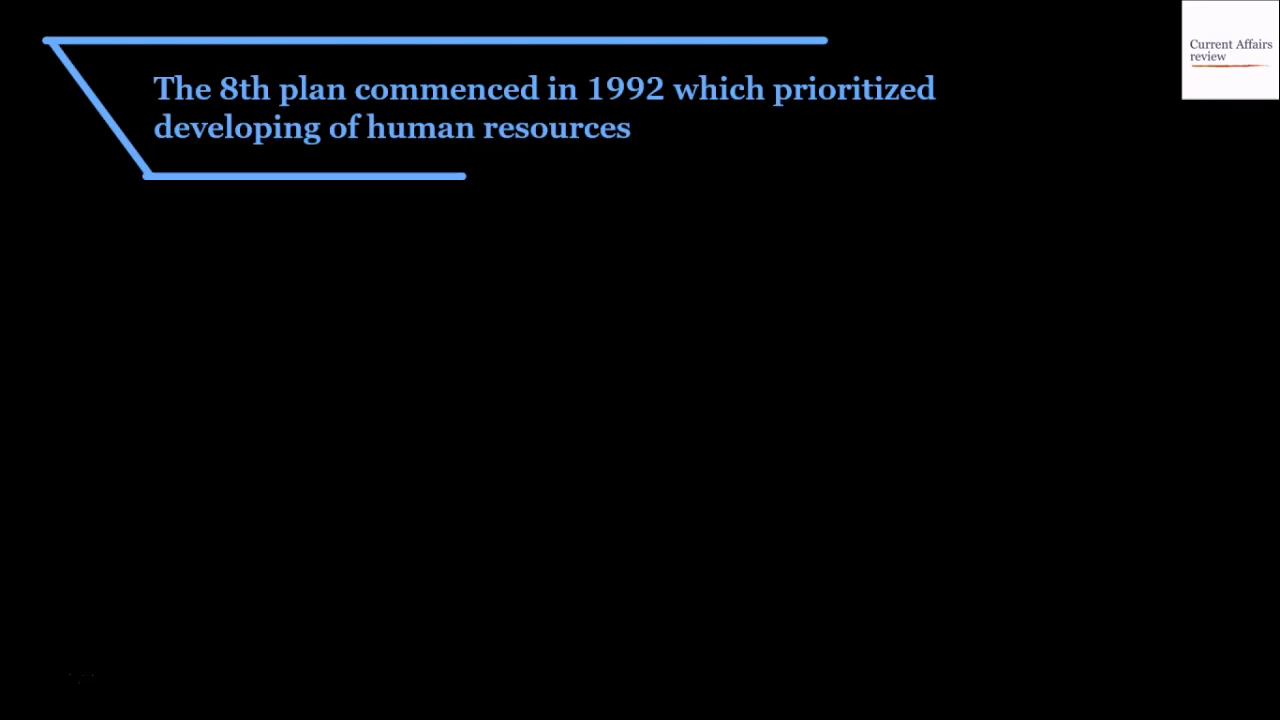 The 8th plan commenced in 1992 which prioritized
developing of human resources
Current Affairs
review